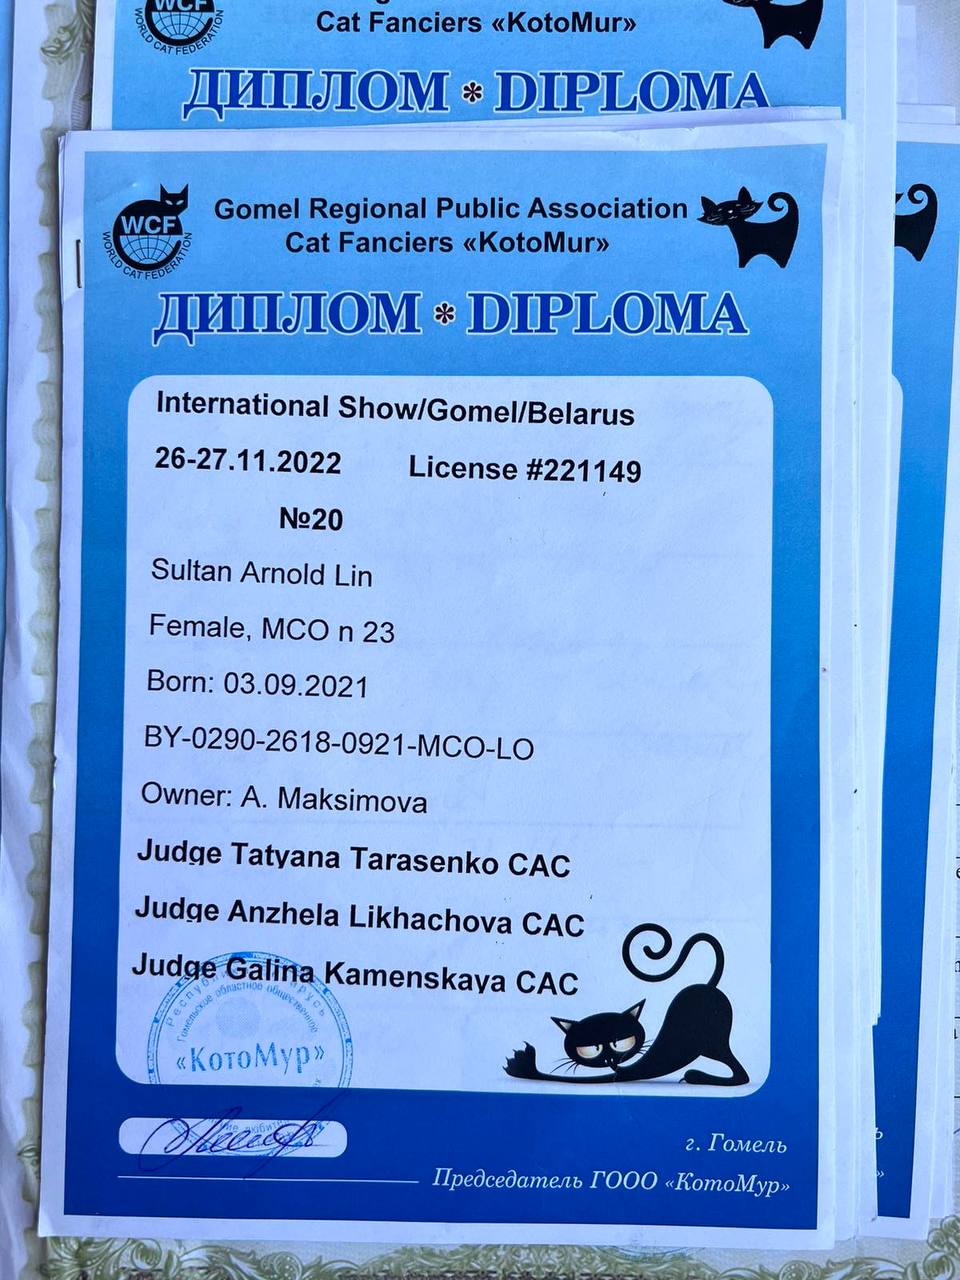 WCF
WORLD CAT FEDERATION
Cat Fanciers «КotoMur»
ДИПЛОМ * DIPLOMA
WCF
WORLD CAT FEDERATION
Gomel Regional Public Association
Cat Fanciers «KotoMur»
ДИПЛОМ * DIPLOMA
International Show/Gomel/Belarus
26-27.11.2022 License #221149
№20
Sultan Arnold Lin
Female, MCO n 23
Born: 03.09.2021
BY-0290-2618-0921-MCO-LO
Owner: A. Maksimova
Judge Tatyana Tarasenko CAC
Judge Anzhela Likhachova CAC
Judge Galina Kamenskaya CAC
Республика Беларусь
Гомельское областное общественное
«КотоМур»
г. Гомель
Председатель ГООО «КотоМур»